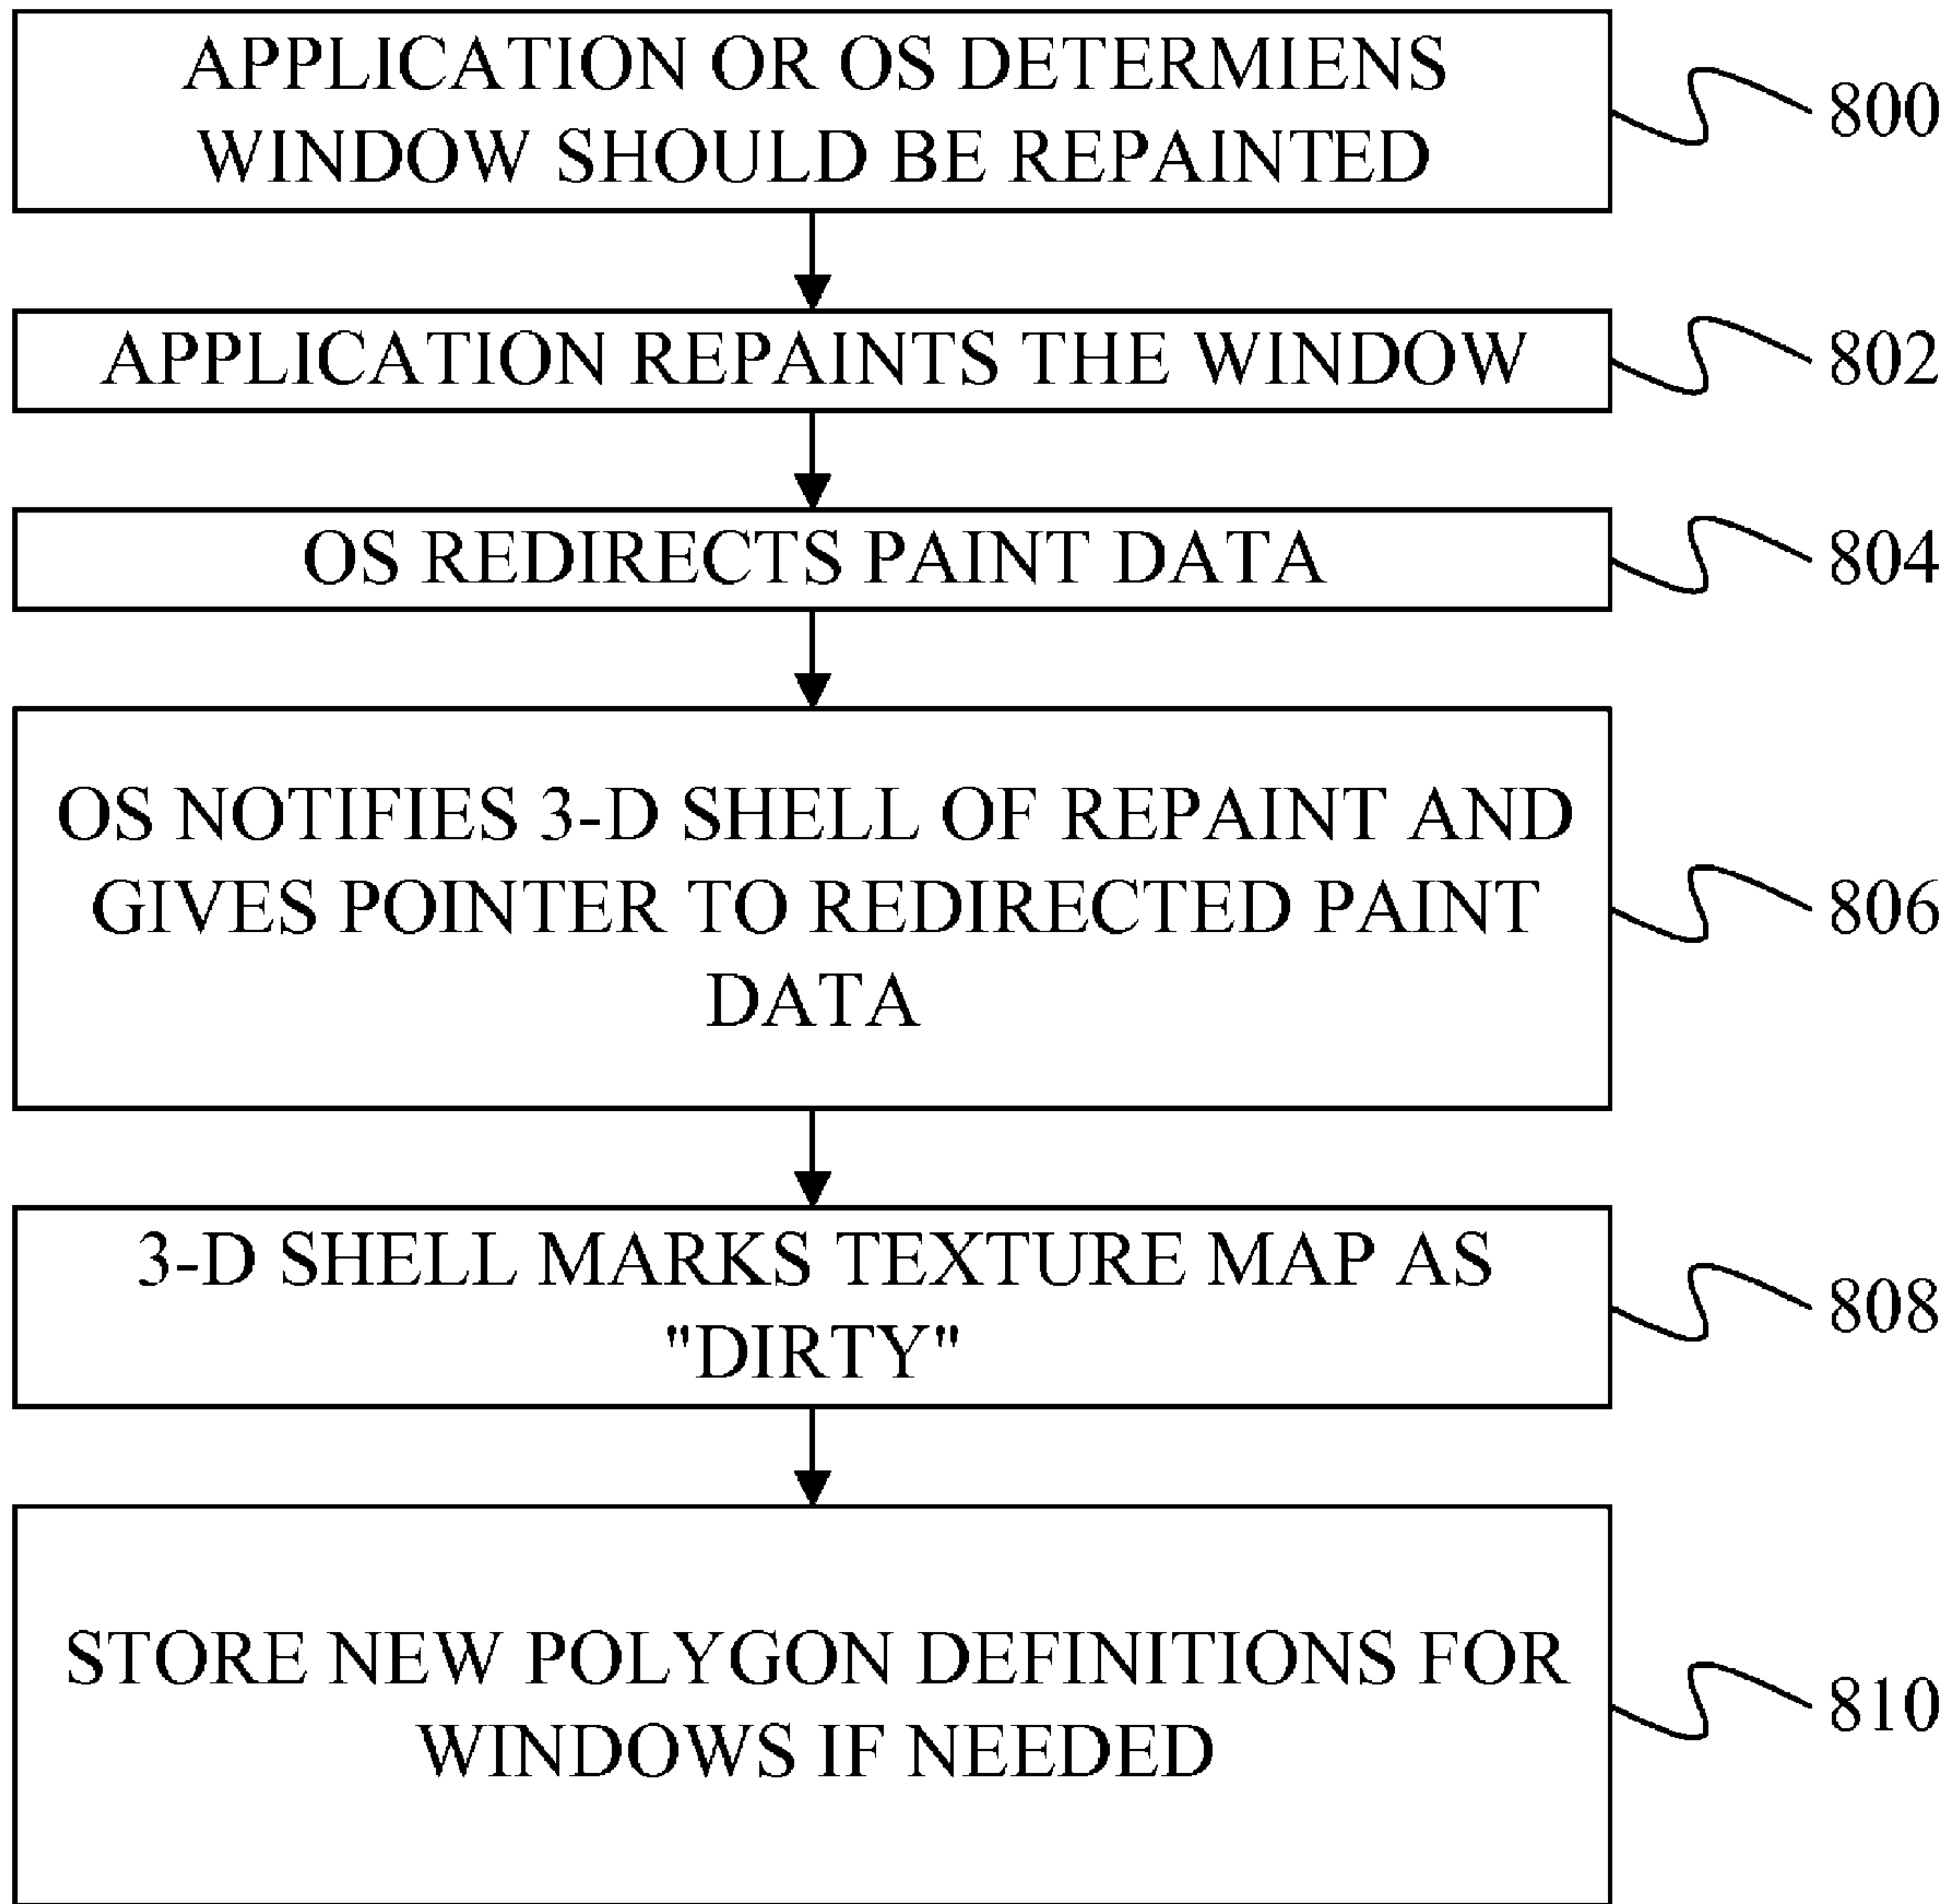 APPLICATION OR OS DETERMIENS
WINDOW SHOULD BE REPAINTED
800
APPLICATION REPAINTS THE WINDOW
802
OS REDIRECTS PAINT DATA
804
OS NOTIFIES 3-D SHELL OF REPAINT AND
GIVES POINTER TO REDIRECTED PAINT
DATA
806
3-D SHELL MARKS TEXTURE MAP AS
"DIRTY"
808
STORE NEW POLYGON DEFINITIONS FOR
WINDOWS IF NEEDED
810